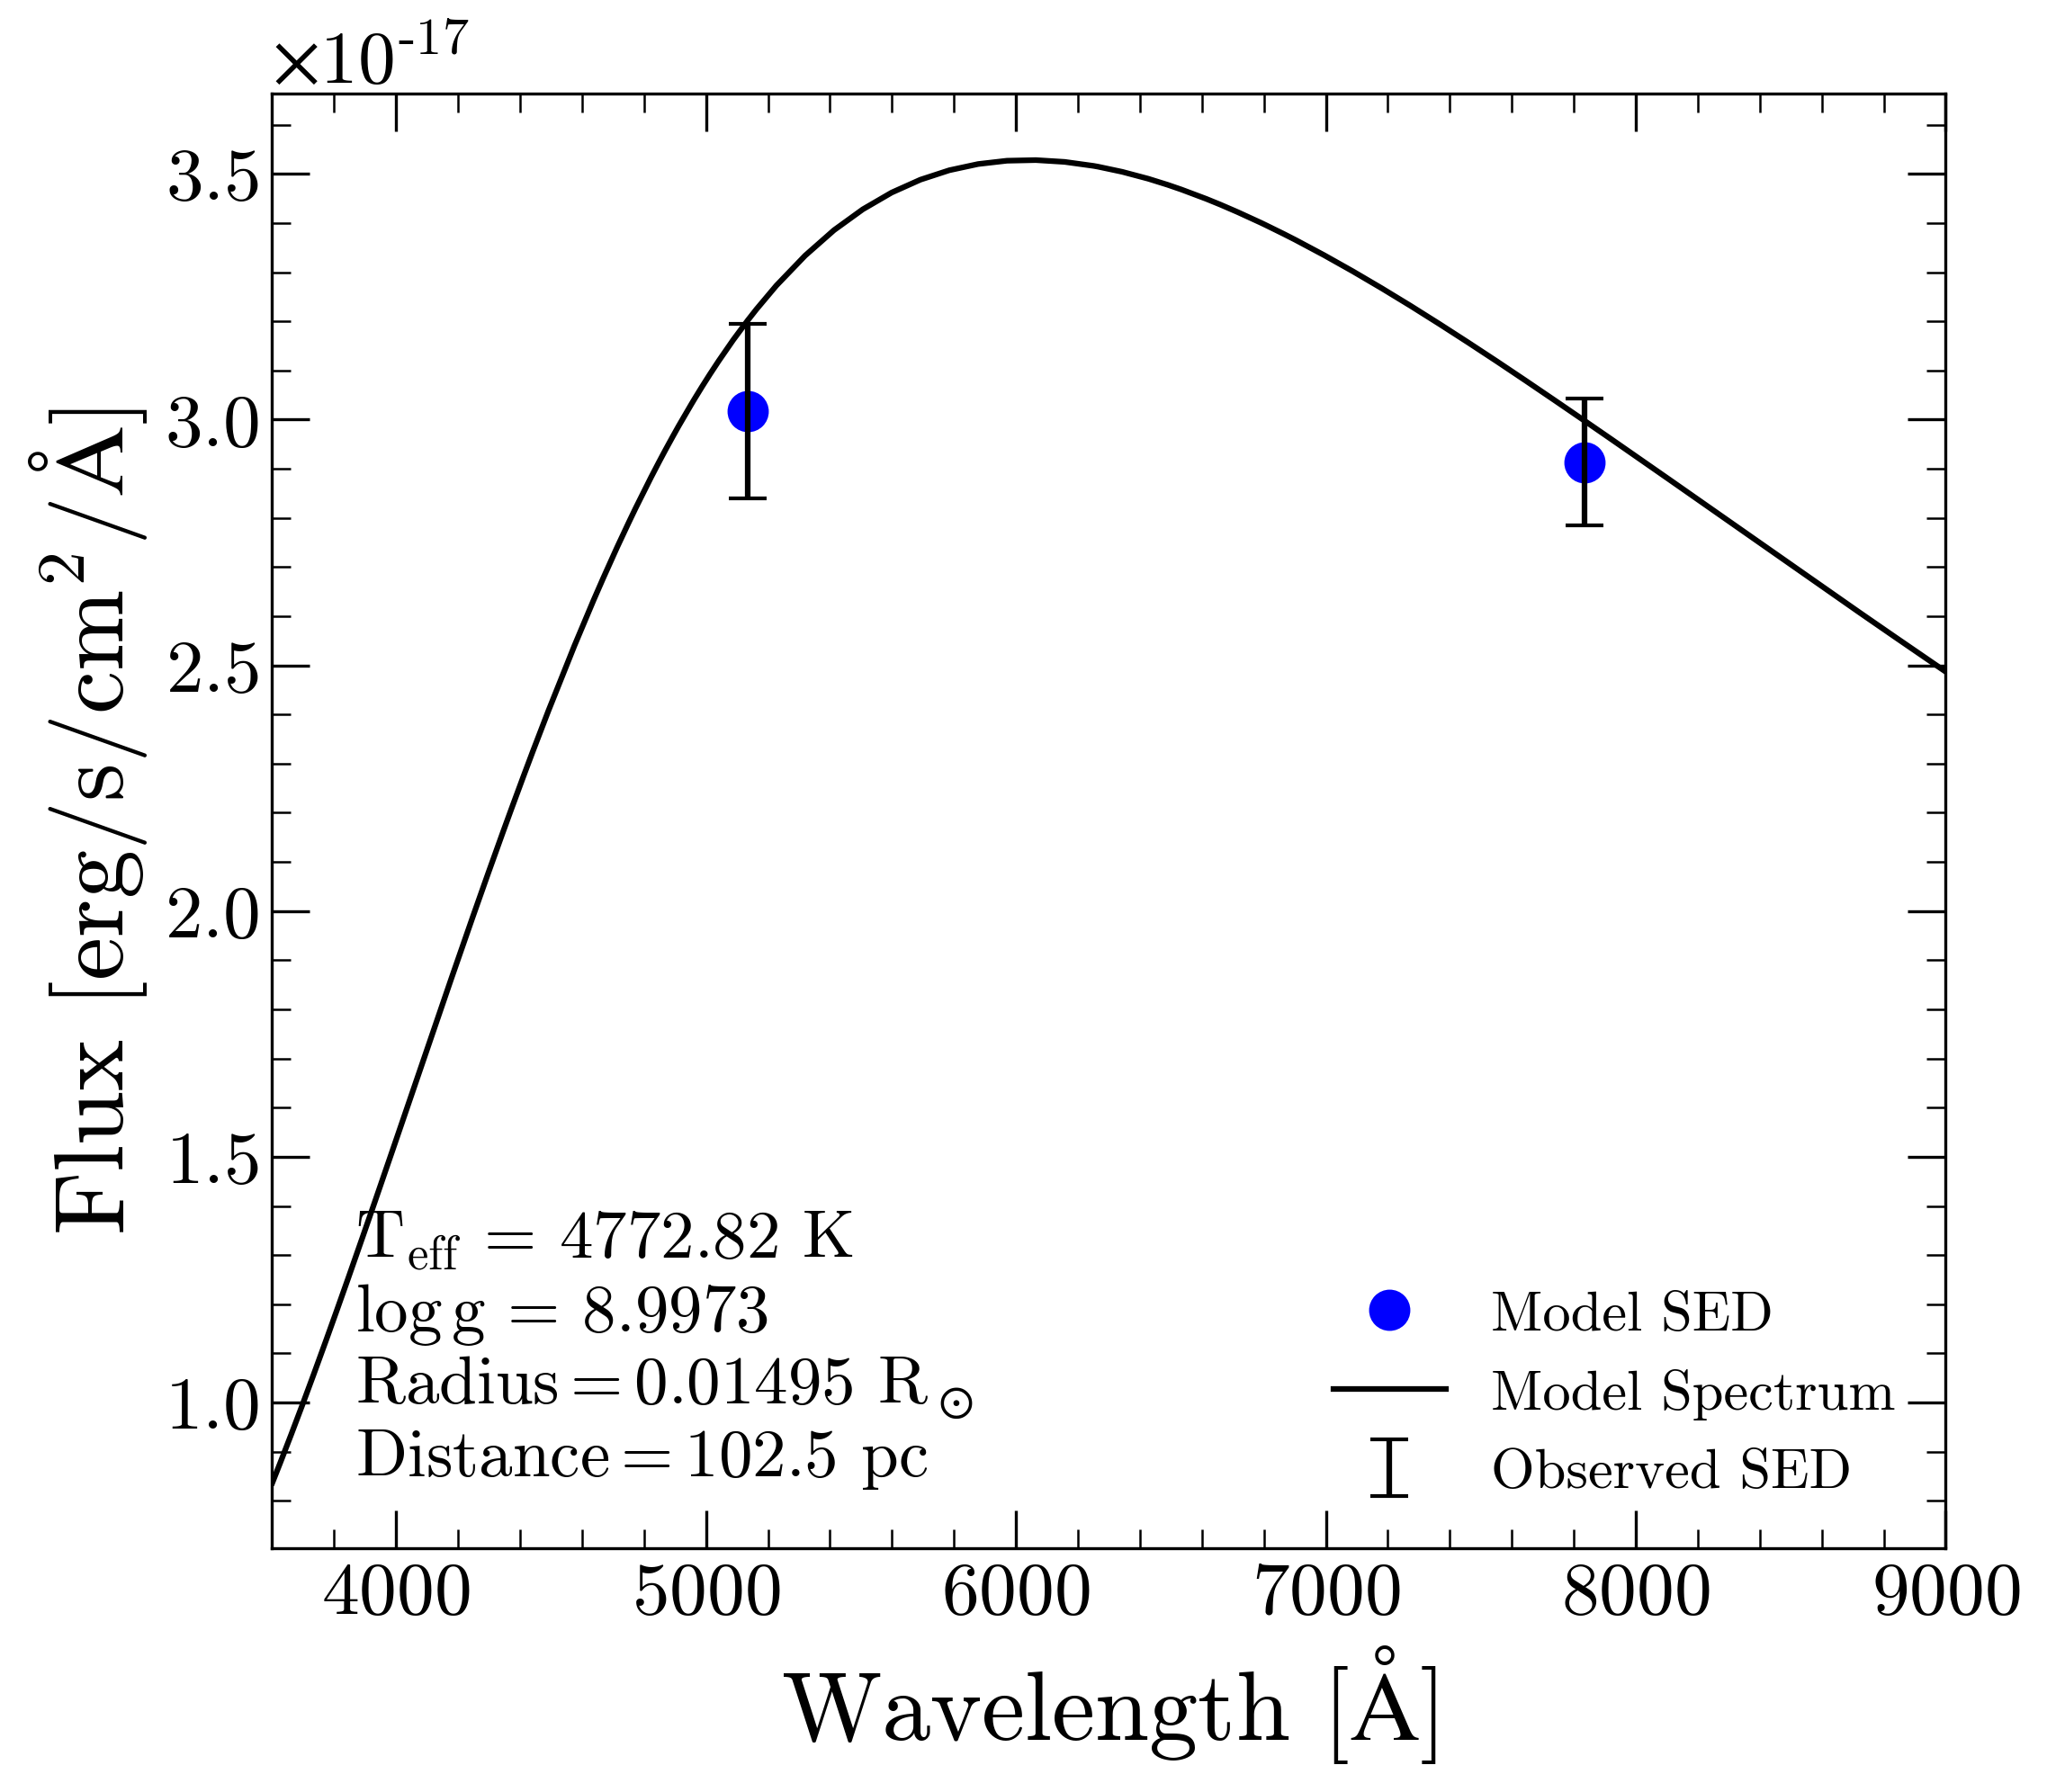 ×10⁻¹⁷
3.5
3.0
2.5
2.0
1.5
1.0
Flux [erg/s/cm²/Å]
T_eff = 4772.82 K
log g = 8.9973
Radius = 0.01495 R_⊙
Distance = 102.5 pc
Model SED
Model Spectrum
Observed SED
4000 5000 6000 7000 8000 9000
Wavelength [Å]